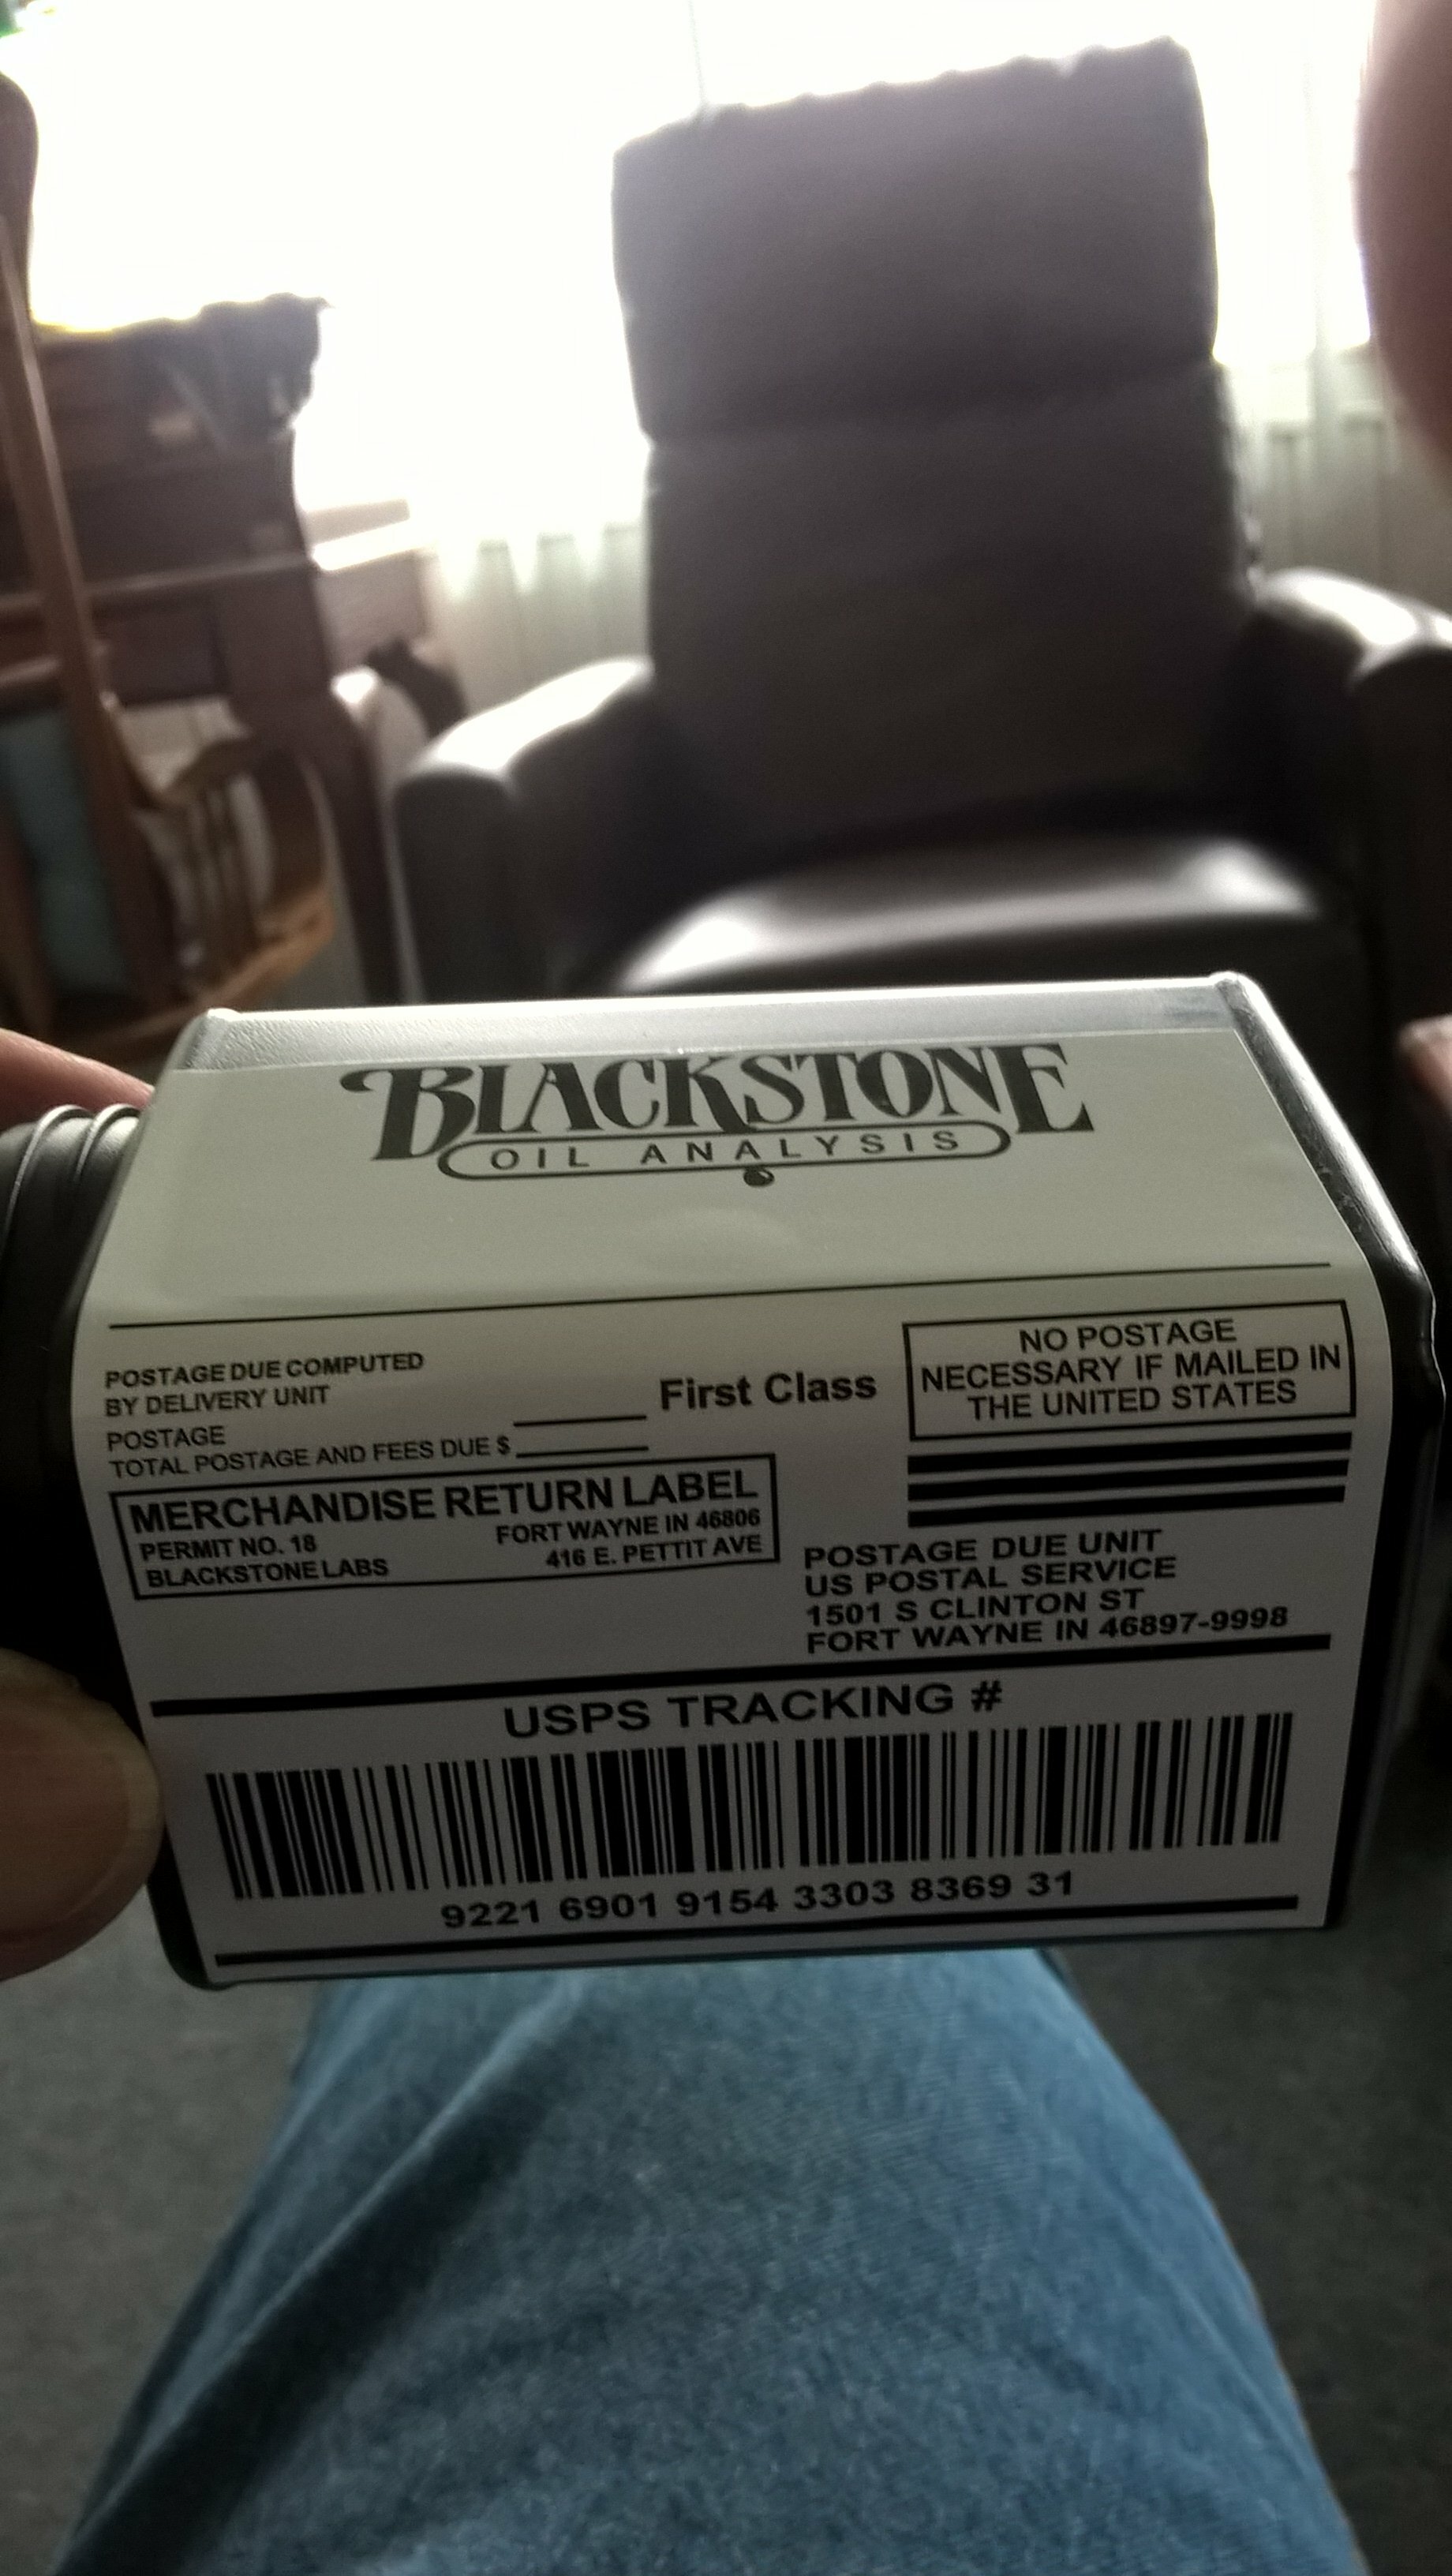 BLACKSTONE
OIL ANALYSIS
POSTAGE DUE COMPUTED
BY DELIVERY UNIT
POSTAGE
TOTAL POSTAGE AND FEES DUE $
First Class
NO POSTAGE
NECESSARY IF MAILED IN
THE UNITED STATES
MERCHANDISE RETURN LABEL
PERMIT NO. 18 FORT WAYNE IN 46806
BLACKSTONE LABS 416 E. PETTIT AVE
POSTAGE DUE UNIT
US POSTAL SERVICE
1501 S CLINTON ST
FORT WAYNE IN 46897-9998
USPS TRACKING #
9221 6901 9154 3303 8369 31